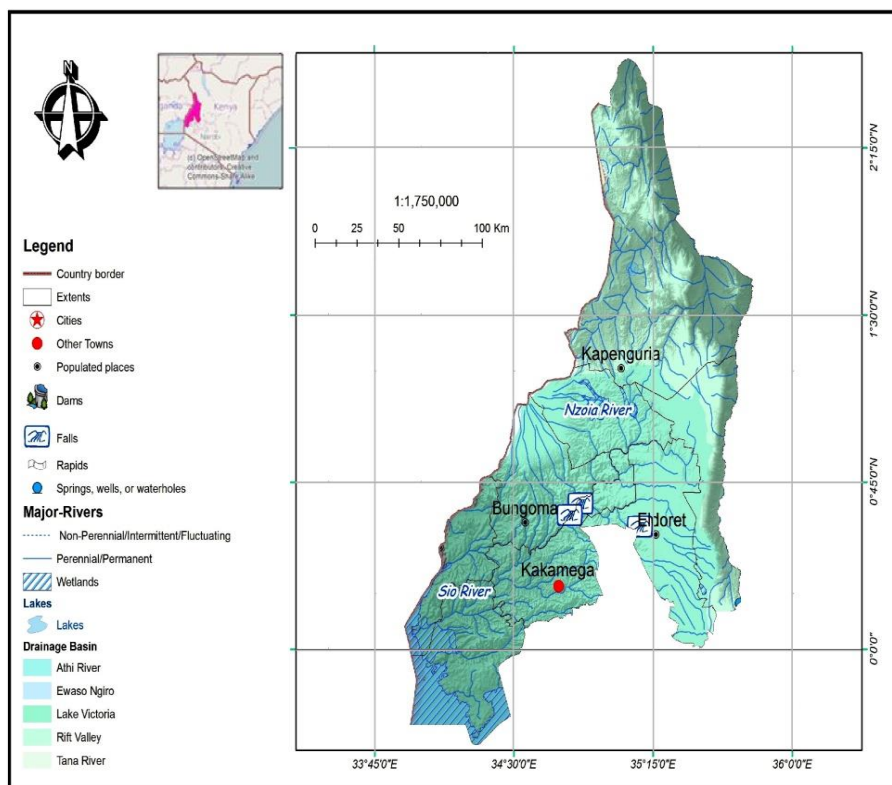 N
Uganda
Kenya
Nairobi
(c) OpenStreetMap and
contributors, Creative
Commons-Share Alike
1:1,750,000
0 25 50 100 Km
Legend
Country border
Extents
Cities
Other Towns
Populated places
Dams
Falls
Rapids
Springs, wells, or waterholes
Major-Rivers
Non-Perennial/Intermittent/Fluctuating
Perennial/Permanent
Wetlands
Lakes
Lakes
Drainage Basin
Athi River
Ewaso Ngiro
Lake Victoria
Rift Valley
Tana River
Kapenguria
Nzoia River
Bungoma
Eldoret
Kakamega
Sio River
2°15'0"N
1°30'0"N
0°45'0"N
0°0'0"
33°45'0"E 34°30'0"E 35°15'0"E 36°0'0"E